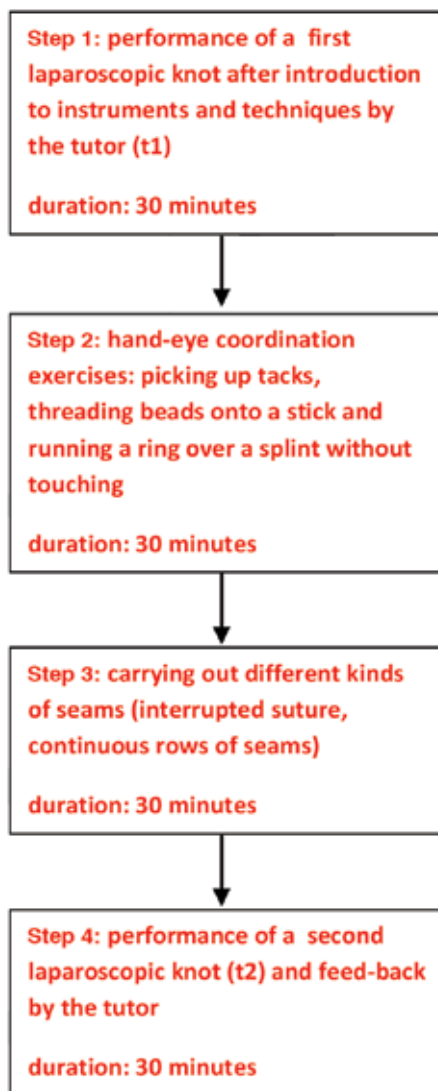 Step 1: performance of a first
laparoscopic knot after introduction
to instruments and techniques by
the tutor (t1)
duration: 30 minutes
Step 2: hand-eye coordination
exercises: picking up tacks,
threading beads onto a stick and
running a ring over a splint without
touching
duration: 30 minutes
Step 3: carrying out different kinds
of seams (interrupted suture,
continuous rows of seams)
duration: 30 minutes
Step 4: performance of a second
laparoscopic knot (t2) and feed-back
by the tutor
duration: 30 minutes